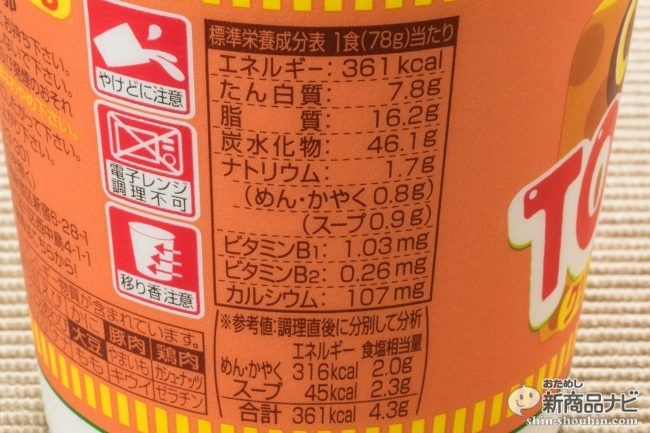 標準栄養成分表 1食(78g)当たり
エネルギー: 361kcal
たん白質: 7.8g
脂質: 16.2g
炭水化物: 46.1g
ナトリウム: 1.7g
(めん・かやく0.8g)
(スープ0.9g)
ビタミンB₁: 1.03mg
ビタミンB₂: 0.26mg
カルシウム: 107mg
※参考値:調理直後に分別して分析
エネルギー 食塩相当量
めん・かやく 316kcal 2.0g
スープ 45kcal 2.3g
合計 361kcal 4.3g
やけどに注意
電子レンジ
調理不可
移り香注意
物質が含まれています。
かに 豚肉 鶏肉
大豆 やまいも カシューナッツ
もも キウイ ゼラチン
TO
おためし
新商品ナビ
shin-shouhin.com